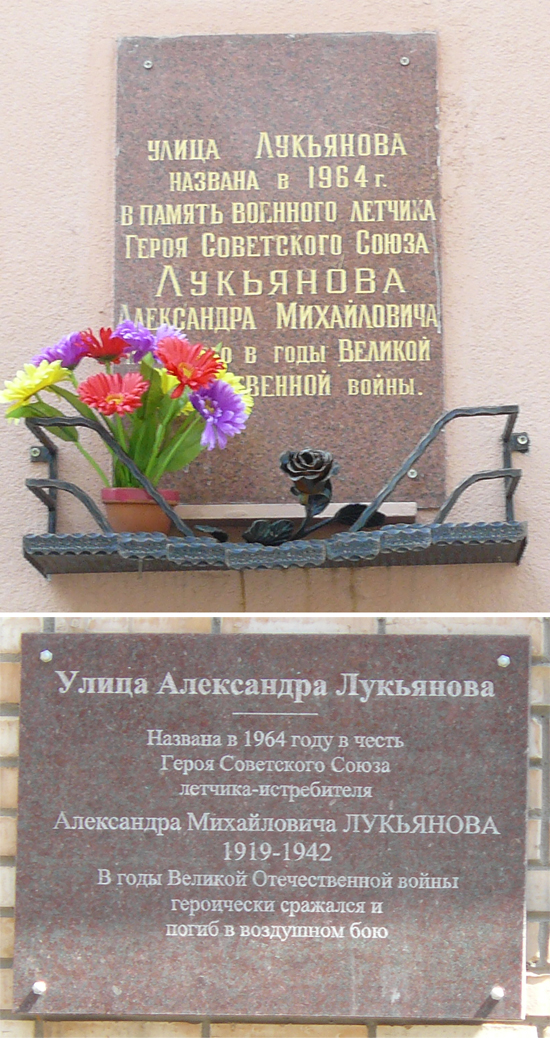 улица Лукьянова
названа в 1964 г.
в память военного летчика
Героя Советского Союза
Лукьянова
Александра Михайловича
в годы Великой
войны.
Улица Александра Лукьянова
Названа в 1964 году в честь
Героя Советского Союза
летчика-истребителя
Александра Михайловича ЛУКЬЯНОВА
1919-1942
В годы Великой Отечественной войны
героически сражался и
погиб в воздушном бою